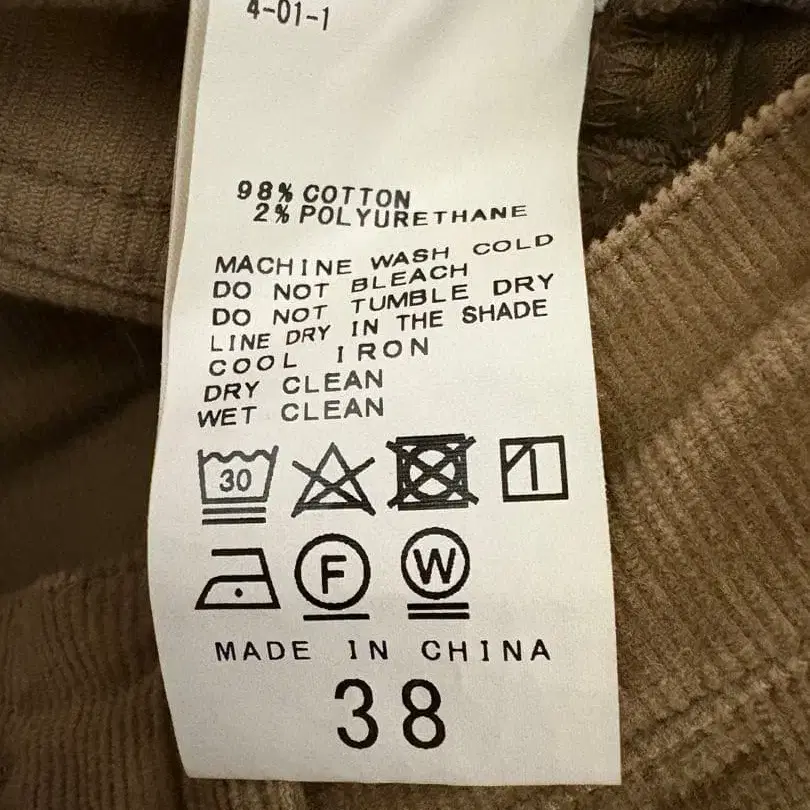 4-01-1
98% COTTON
2% POLYURETHANE
MACHINE WASH COLD
DO NOT BLEACH
DO NOT TUMBLE DRY
LINE DRY IN THE SHADE
COOL IRON
DRY CLEAN
WET CLEAN
30
F W
MADE IN CHINA
38